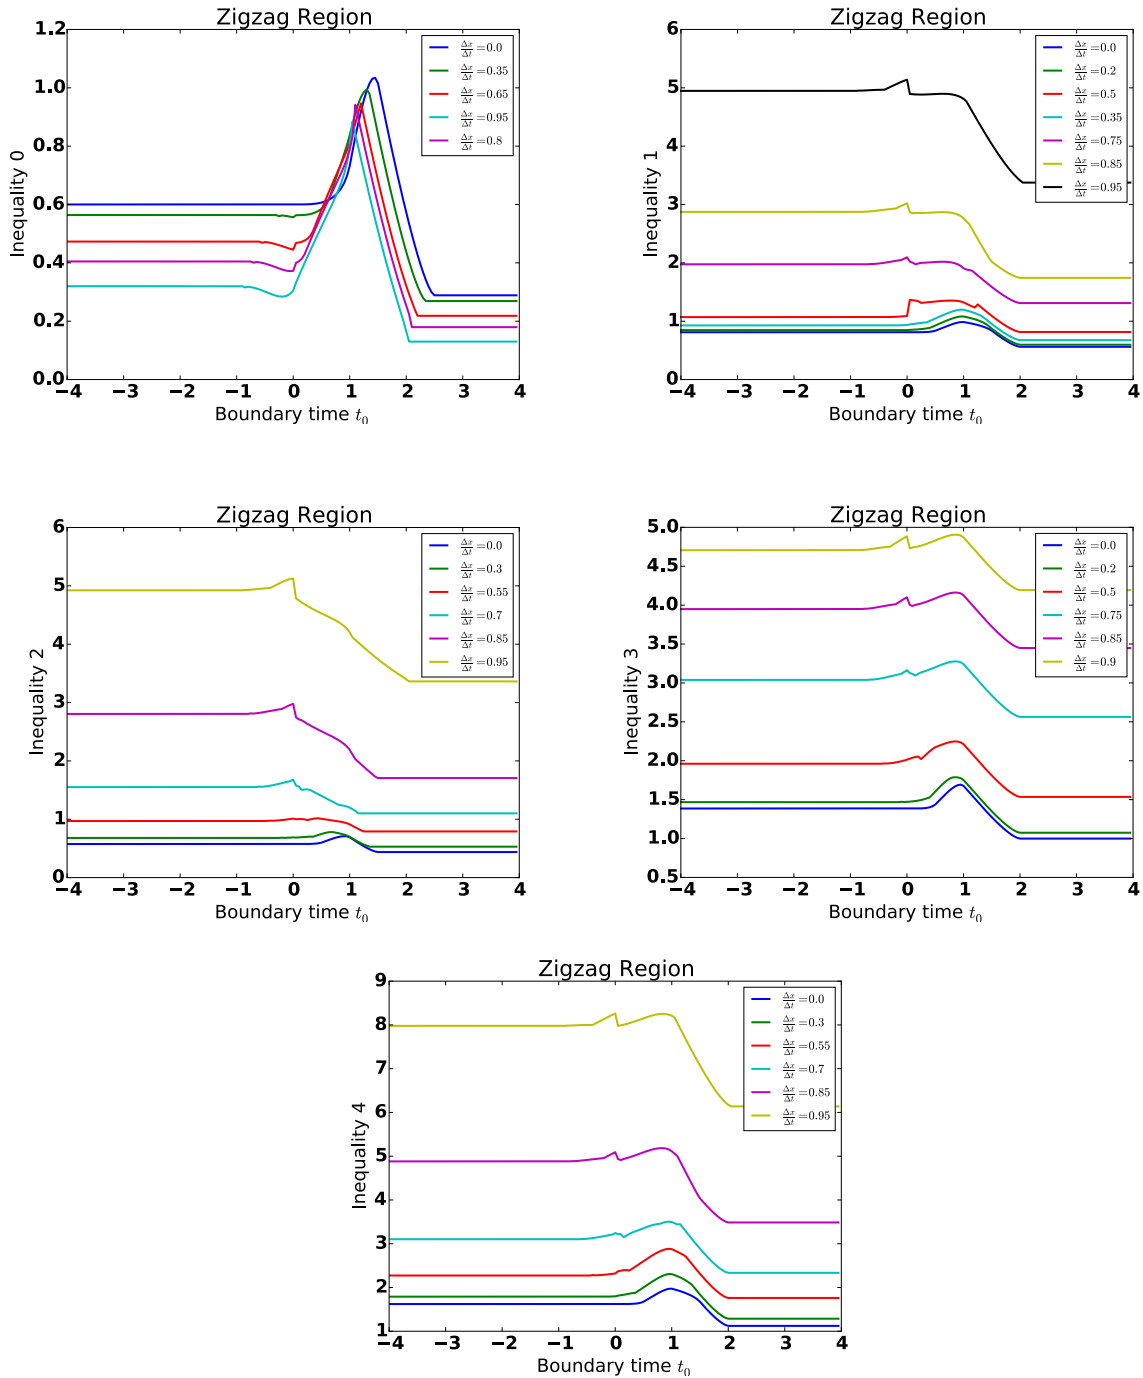 Zigzag Region
1.2
1.0
0.8
0.6
0.4
0.2
0.0
Inequality 0
−4 −3 −2 −1 0 1 2 3 4
Boundary time t₀
Δx/Δt=0.0
Δx/Δt=0.35
Δx/Δt=0.65
Δx/Δt=0.95
Δx/Δt=0.8
Zigzag Region
6
5
4
3
2
1
0
Inequality 1
−4 −3 −2 −1 0 1 2 3 4
Boundary time t₀
Δx/Δt=0.0
Δx/Δt=0.2
Δx/Δt=0.5
Δx/Δt=0.35
Δx/Δt=0.75
Δx/Δt=0.85
Δx/Δt=0.95
Zigzag Region
6
5
4
3
2
1
0
Inequality 2
−4 −3 −2 −1 0 1 2 3 4
Boundary time t₀
Δx/Δt=0.0
Δx/Δt=0.3
Δx/Δt=0.55
Δx/Δt=0.7
Δx/Δt=0.85
Δx/Δt=0.95
Zigzag Region
5.0
4.5
4.0
3.5
3.0
2.5
2.0
1.5
1.0
0.5
Inequality 3
−4 −3 −2 −1 0 1 2 3 4
Boundary time t₀
Δx/Δt=0.0
Δx/Δt=0.2
Δx/Δt=0.5
Δx/Δt=0.75
Δx/Δt=0.85
Δx/Δt=0.9
Zigzag Region
9
8
7
6
5
4
3
2
1
Inequality 4
−4 −3 −2 −1 0 1 2 3 4
Boundary time t₀
Δx/Δt=0.0
Δx/Δt=0.3
Δx/Δt=0.55
Δx/Δt=0.7
Δx/Δt=0.85
Δx/Δt=0.95